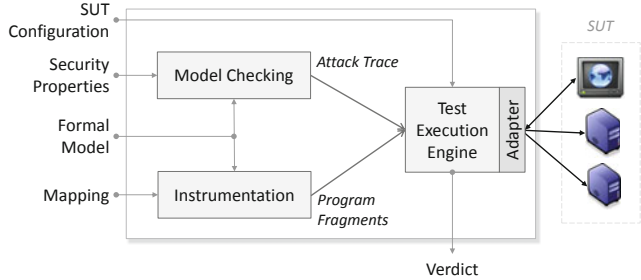 SUT
Configuration
SUT
Security
Properties
Model Checking
Attack Trace
Formal
Model
Test
Execution
Engine
Adapter
Mapping
Instrumentation
Program
Fragments
Verdict